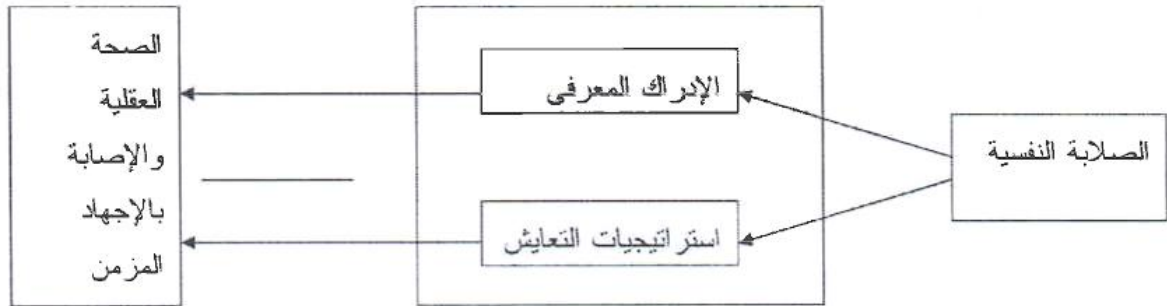 الصلابة النفسية
الإدراك المعرفى
استراتيجيات التعايش
الصحة
العقلية
والإصابة
بالإجهاد
المزمن